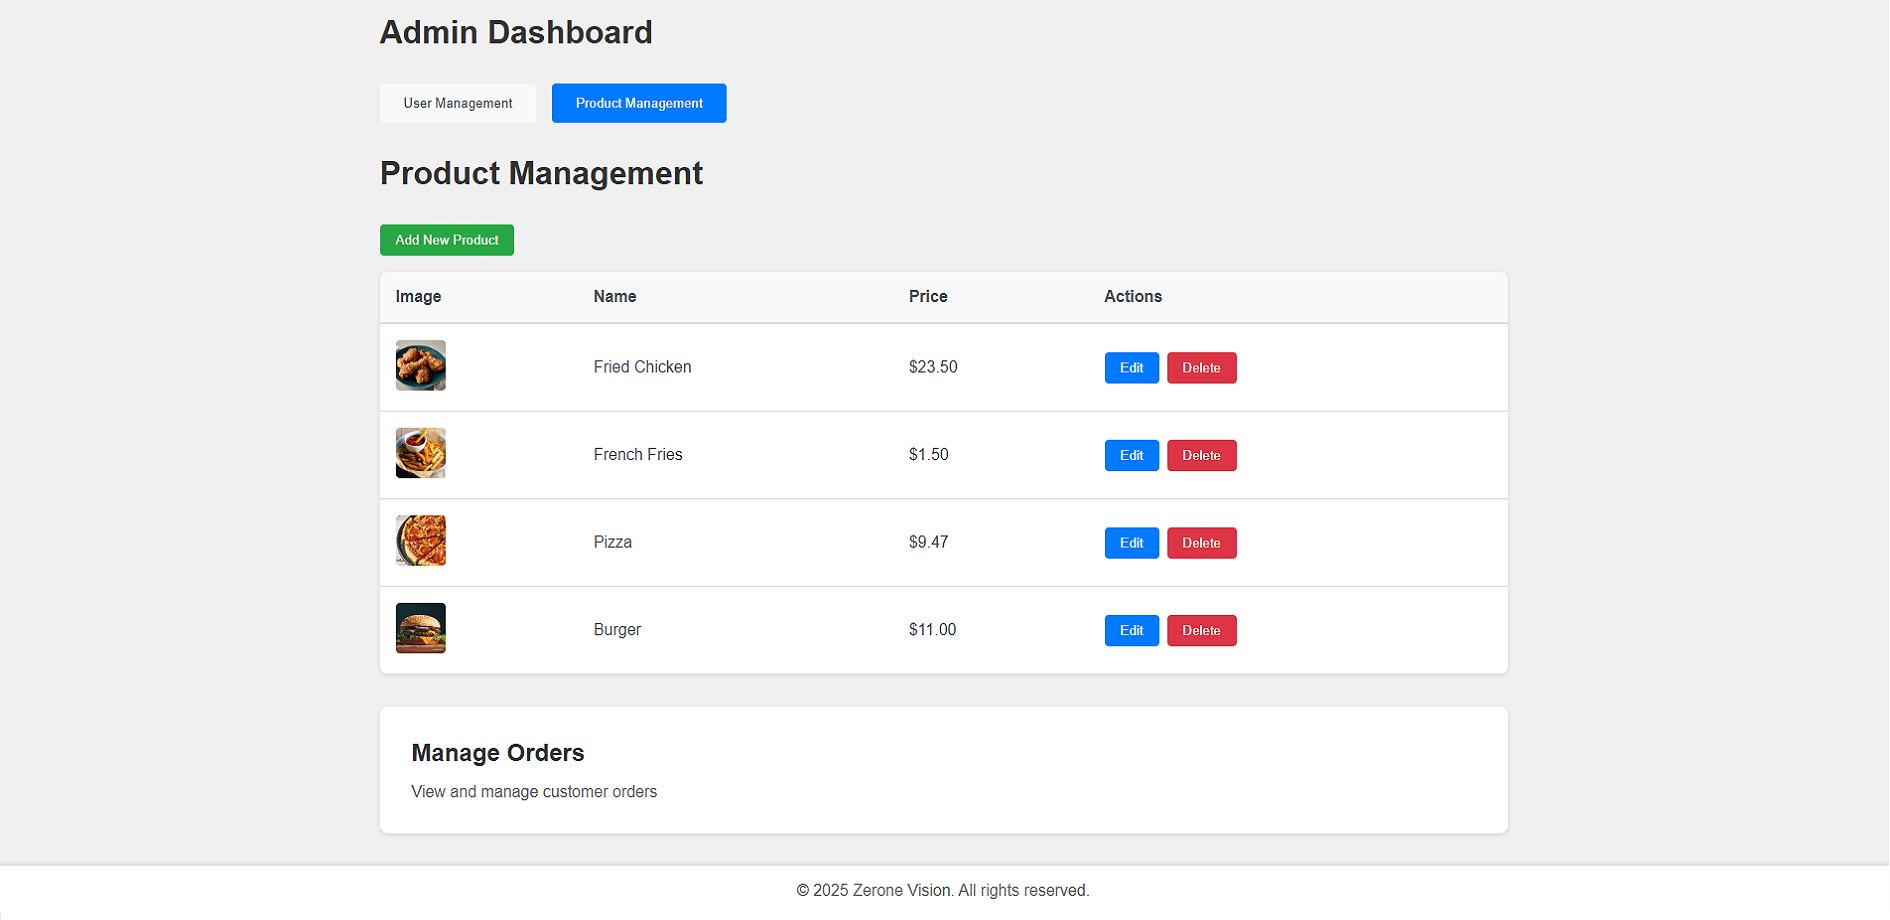 Admin Dashboard
User Management Product Management
Product Management
Add New Product
Image Name Price Actions
Fried Chicken $23.50 Edit Delete
French Fries $1.50 Edit Delete
Pizza $9.47 Edit Delete
Burger $11.00 Edit Delete
Manage Orders
View and manage customer orders
© 2025 Zerone Vision. All rights reserved.